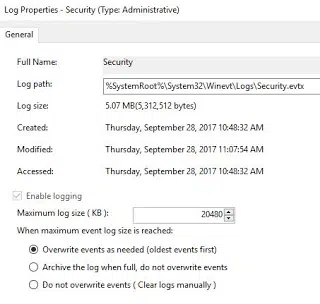 Log Properties - Security (Type: Administrative)
General
Full Name: Security
Log path: %SystemRoot%\System32\Winevt\Logs\Security.evtx
Log size: 5.07 MB(5,312,512 bytes)
Created: Thursday, September 28, 2017 10:48:32 AM
Modified: Thursday, September 28, 2017 11:07:54 AM
Accessed: Thursday, September 28, 2017 10:48:32 AM
Enable logging
Maximum log size ( KB ): 20480
When maximum event log size is reached:
Overwrite events as needed (oldest events first)
Archive the log when full, do not overwrite events
Do not overwrite events ( Clear logs manually )